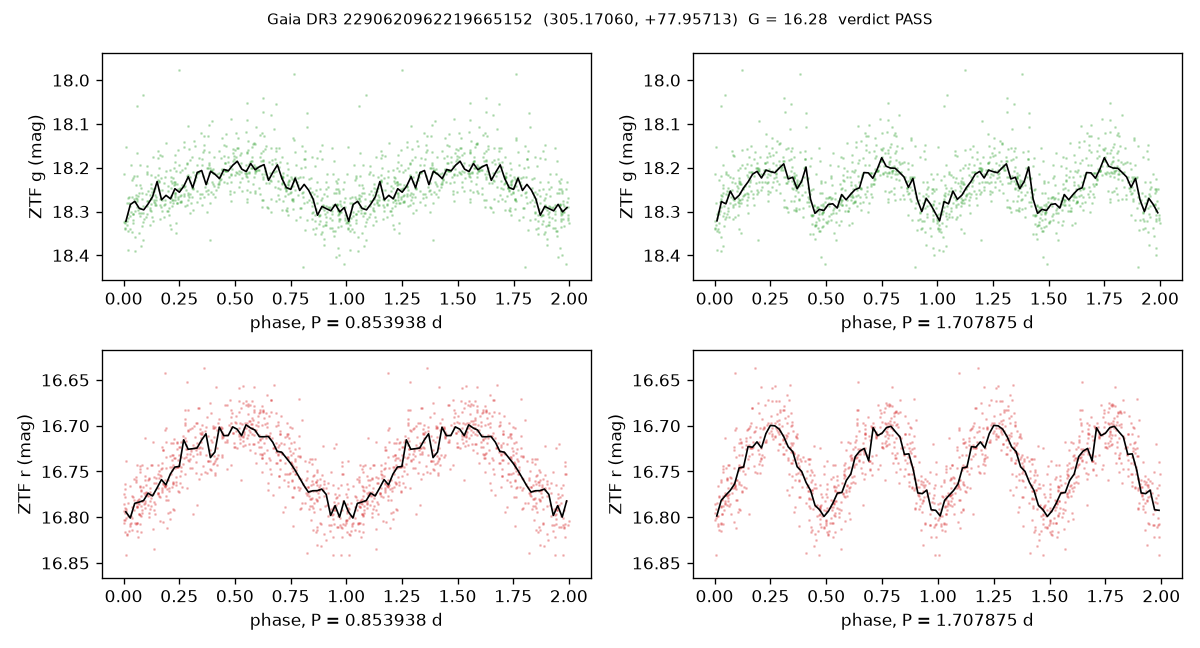 Gaia DR3 2290620962219665152 (305.17060, +77.95713) G = 16.28 verdict PASS
ZTF g (mag)
18.0
18.1
18.2
18.3
18.4
0.00 0.25 0.50 0.75 1.00 1.25 1.50 1.75 2.00
phase, P = 0.853938 d
ZTF g (mag)
18.0
18.1
18.2
18.3
18.4
0.00 0.25 0.50 0.75 1.00 1.25 1.50 1.75 2.00
phase, P = 1.707875 d
ZTF r (mag)
16.65
16.70
16.75
16.80
16.85
0.00 0.25 0.50 0.75 1.00 1.25 1.50 1.75 2.00
phase, P = 0.853938 d
ZTF r (mag)
16.65
16.70
16.75
16.80
16.85
0.00 0.25 0.50 0.75 1.00 1.25 1.50 1.75 2.00
phase, P = 1.707875 d